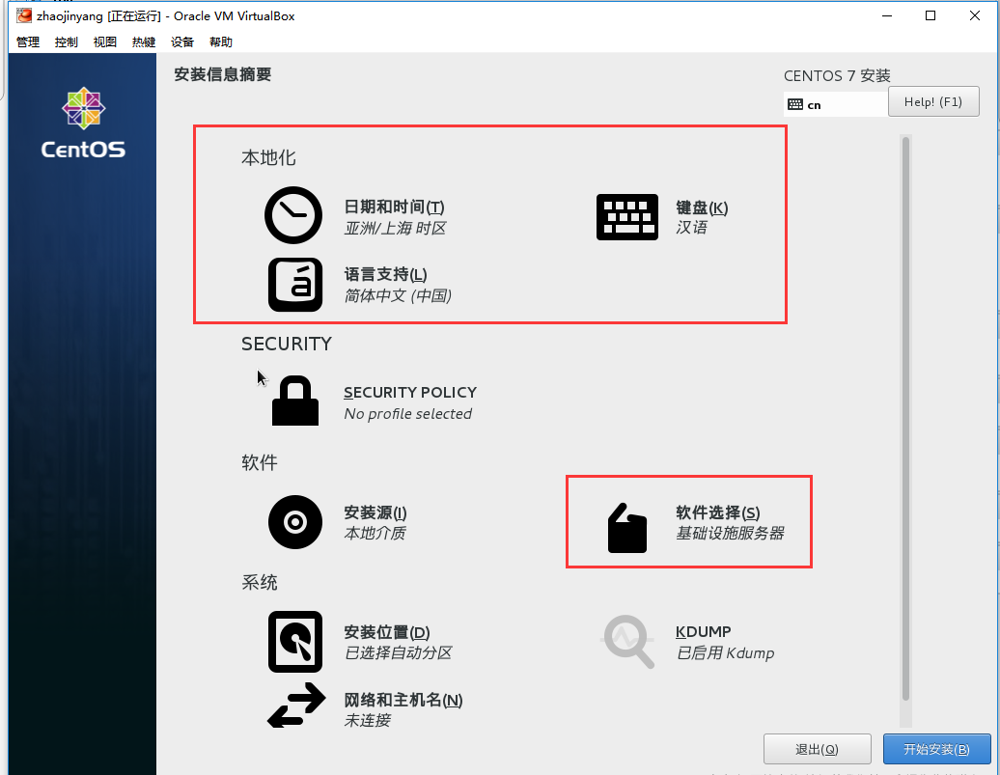 zhaojinyang [正在运行] - Oracle VM VirtualBox
管理 控制 视图 热键 设备 帮助
CentOS
安装信息摘要
CENTOS 7 安装
cn
Help! (F1)
本地化
日期和时间(T)
亚洲/上海 时区
键盘(K)
汉语
语言支持(L)
简体中文 (中国)
SECURITY
SECURITY POLICY
No profile selected
软件
安装源(I)
本地介质
软件选择(S)
基础设施服务器
系统
安装位置(D)
已选择自动分区
KDUMP
已启用 Kdump
网络和主机名(N)
未连接
退出(Q)
开始安装(B)